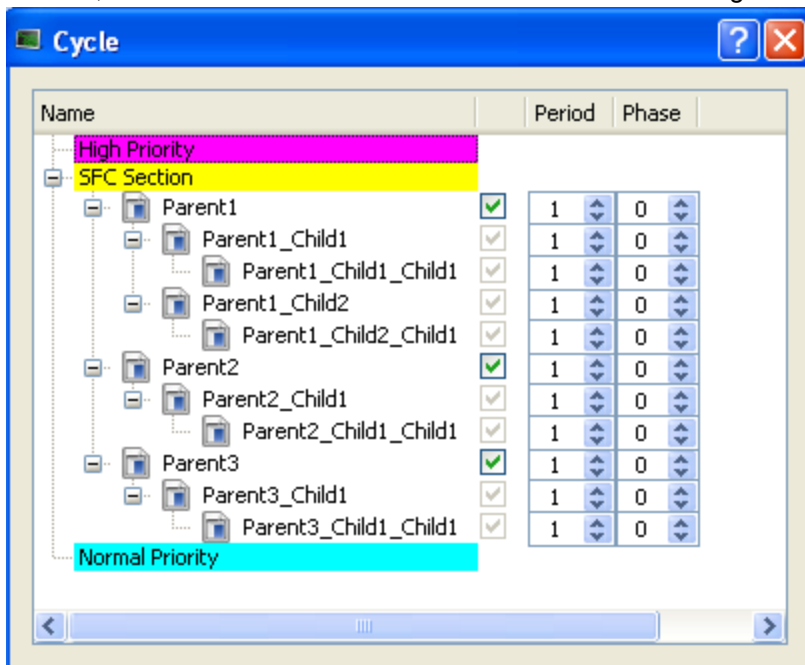 Cycle
Name Period Phase
High Priority
SFC Section
Parent1 1 0
Parent1_Child1 1 0
Parent1_Child1_Child1 1 0
Parent1_Child2 1 0
Parent1_Child2_Child1 1 0
Parent2 1 0
Parent2_Child1 1 0
Parent2_Child1_Child1 1 0
Parent3 1 0
Parent3_Child1 1 0
Parent3_Child1_Child1 1 0
Normal Priority